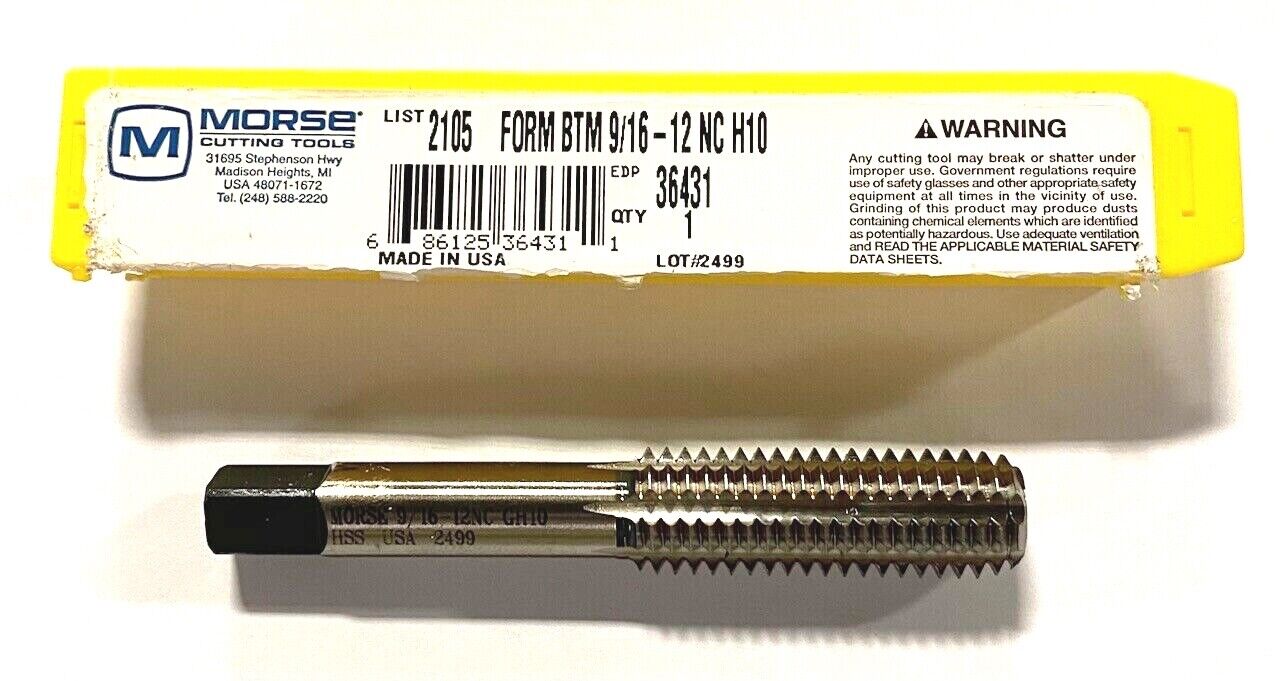 M
MORSE
CUTTING TOOLS
31695 Stephenson Hwy
Madison Heights, MI
USA 48071-1672
Tel. (248) 588-2220
LIST 2105 FORM BTM 9/16-12 NC H10
EDP 36431
QTY 1
6 86125 36431 1
MADE IN USA
LOT#2499
⚠WARNING
Any cutting tool may break or shatter under
improper use. Government regulations require
use of safety glasses and other appropriate safety
equipment at all times in the vicinity of use.
Grinding of this product may produce dusts
containing chemical elements which are identified
as potentially hazardous. Use adequate ventilation
and READ THE APPLICABLE MATERIAL SAFETY
DATA SHEETS.
MORSE 9/16-12NC GH10
HSS USA 2499